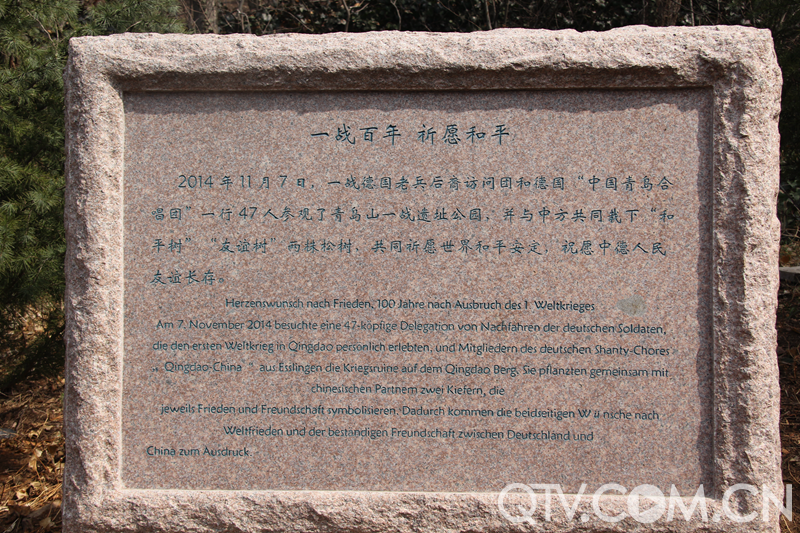 一战百年 祈愿和平
2014年11月7日，一战德国老兵后裔访问团和德国“中国青岛合
唱团”一行47人参观了青岛山一战遗址公园，并与中方共同栽下“和
平树”“友谊树”两株松树，共同祈愿世界和平安定，祝愿中德人民
友谊长存。
Herzenswunsch nach Frieden, 100 Jahre nach Ausbruch des 1. Weltkrieges
Am 7. November 2014 besuchte eine 47-köpfige Delegation von Nachfahren der deutschen Soldaten,
die den ersten Weltkrieg in Qingdao persönlich erlebten, und Mitgliedern des deutschen Shanty-Chores
„ Qingdao-China “ aus Esslingen die Kriegsruine auf dem Qingdao Berg. Sie pflanzten gemeinsam mit
chinesischen Partnern zwei Kiefern, die
jeweils Frieden und Freundschaft symbolisieren. Dadurch kommen die beidseitigen W ü nsche nach
Weltfrieden und der beständigen Freundschaft zwischen Deutschland und
China zum Ausdruck.
QTV.COM.CN